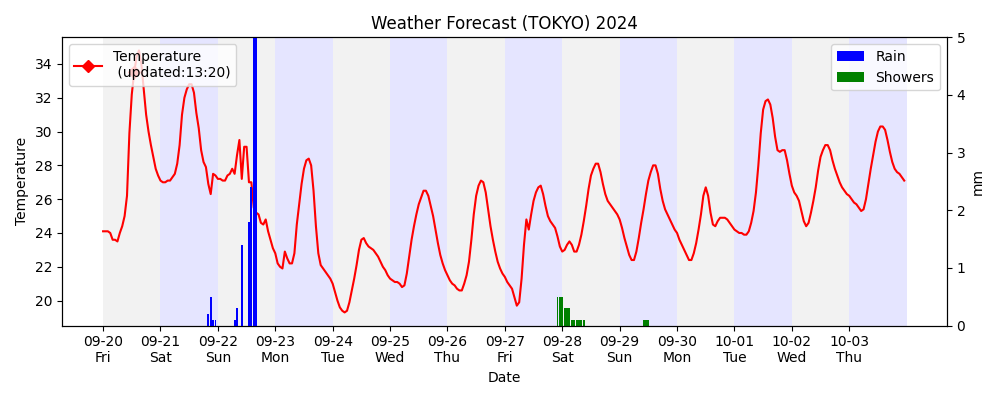 Weather Forecast (TOKYO) 2024
Temperature
(updated:13:20)
Rain
Showers
Temperature
34
32
30
28
26
24
22
20
5
4
3
2
1
0
mm
09-20 09-21 09-22 09-23 09-24 09-25 09-26 09-27 09-28 09-29 09-30 10-01 10-02 10-03
Fri Sat Sun Mon Tue Wed Thu Fri Sat Sun Mon Tue Wed Thu
Date